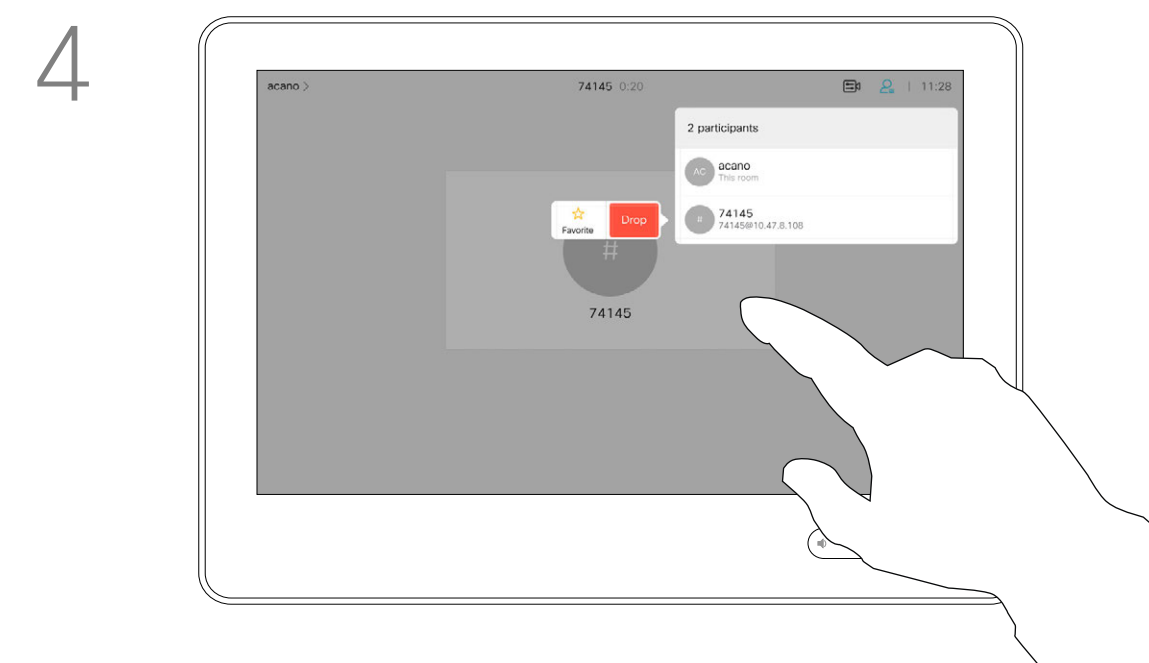 4
acano >
74145 0:20
11:28
2 participants
AC
acano
This room
#
74145
74145@10.47.8.108
Favorite
Drop
#
74145